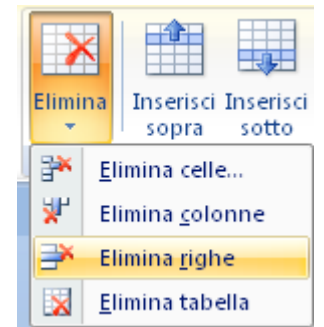 Elimina
Inserisci Inserisci
sopra sotto
Elimina celle...
Elimina colonne
Elimina righe
Elimina tabella